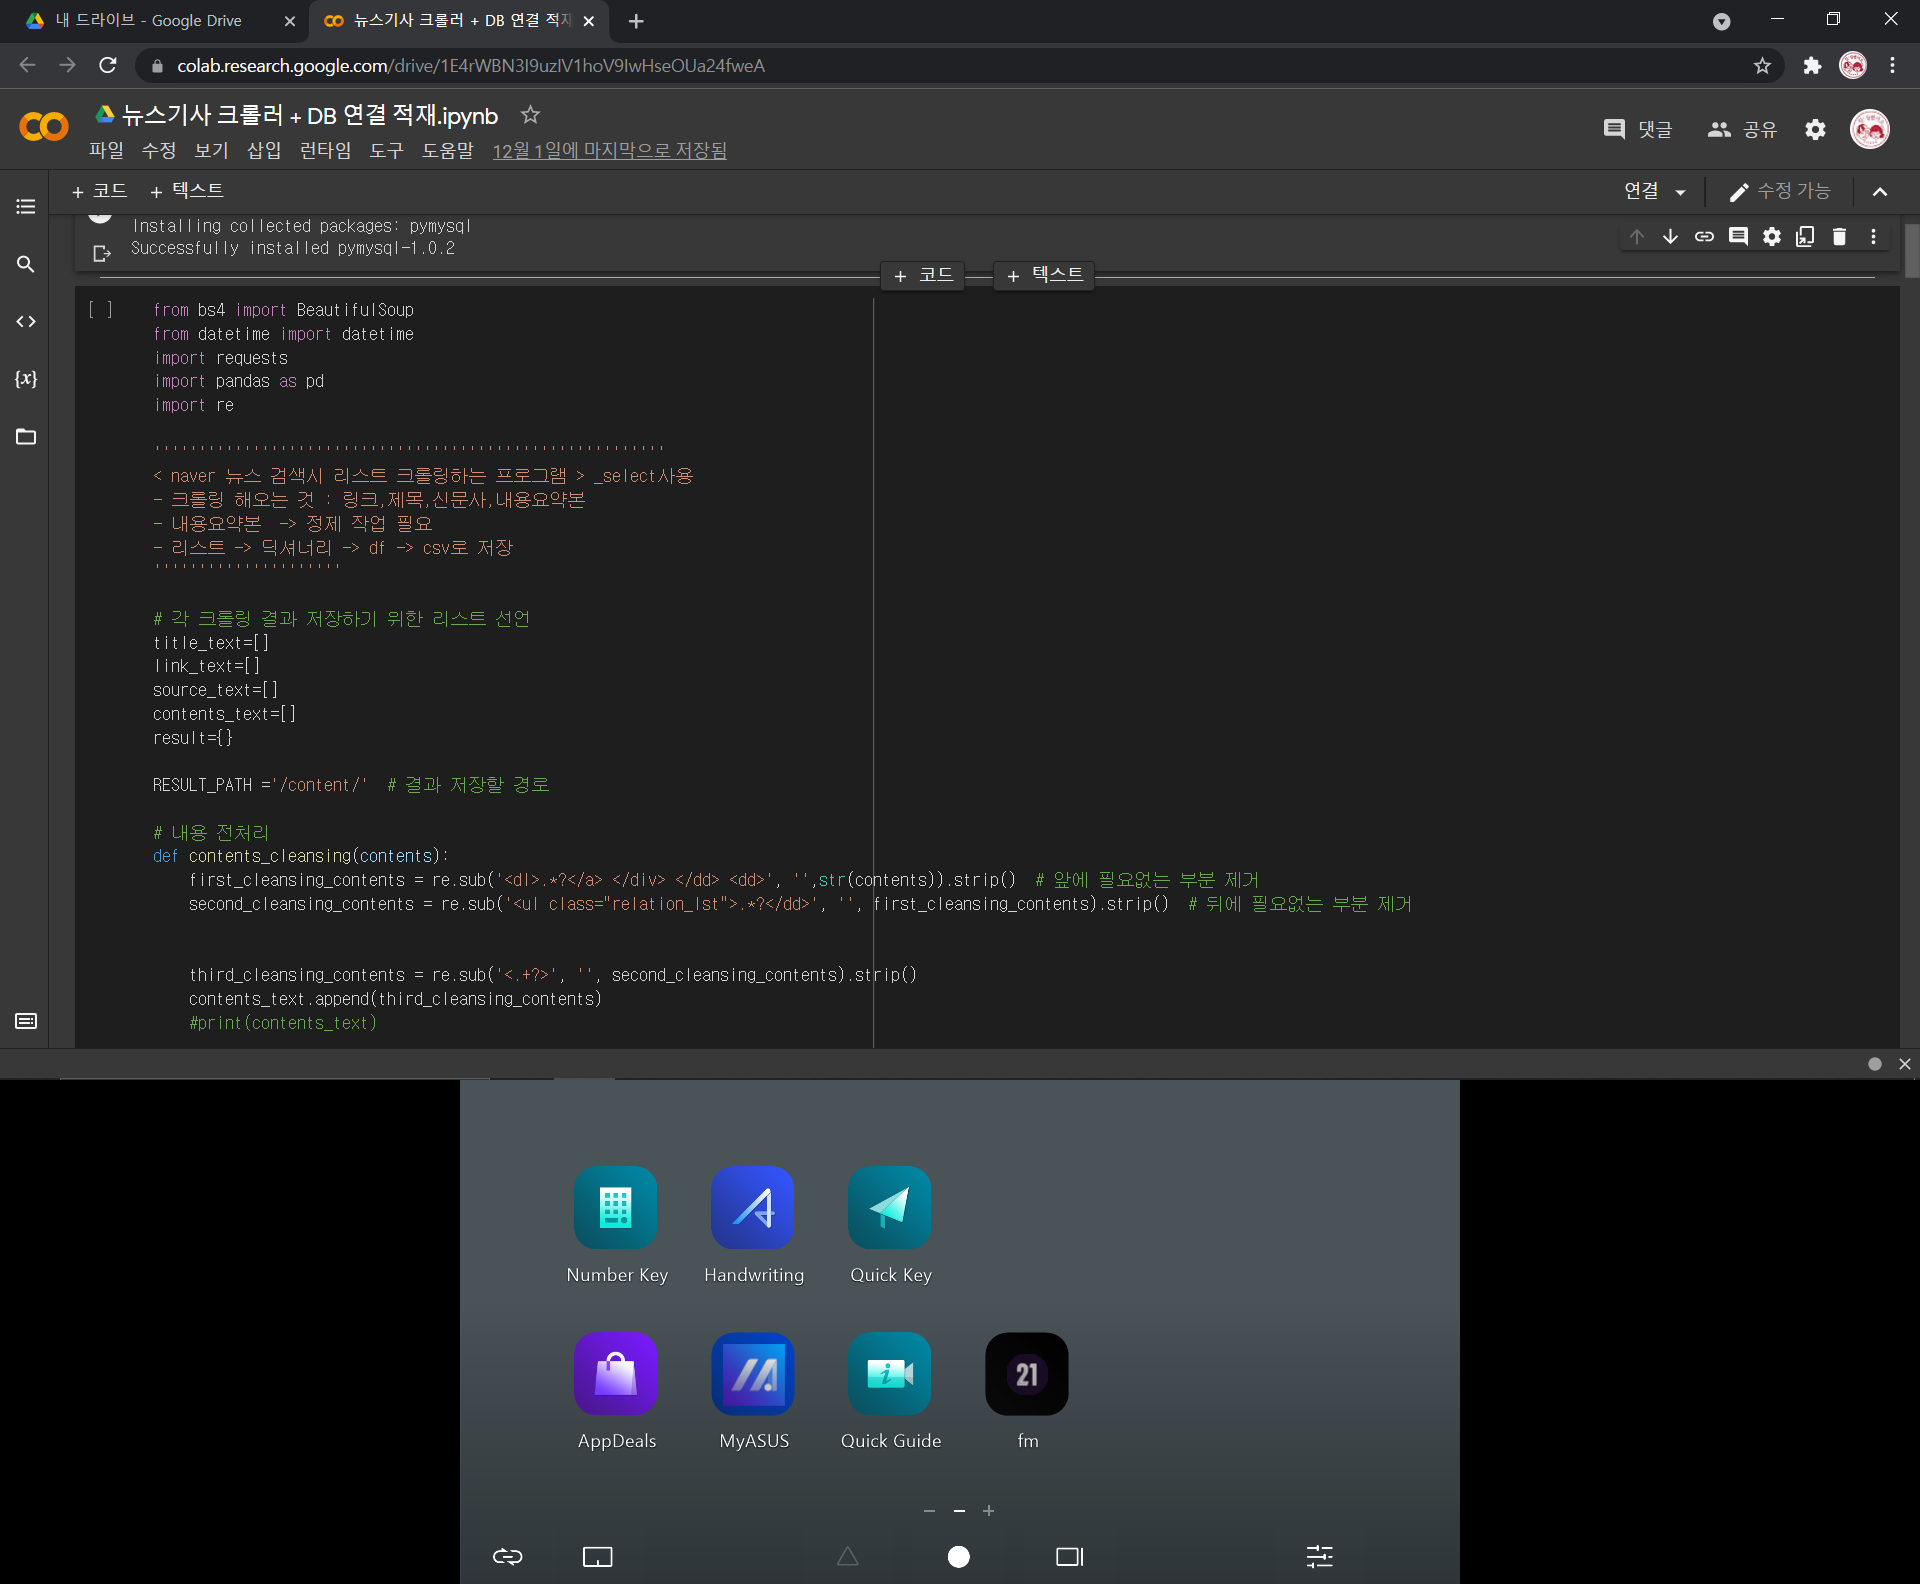 내 드라이브 - Google Drive
뉴스기사 크롤러 + DB 연결 적재
colab.research.google.com/drive/1E4rWBN3I9uzIV1hoV9IwHseOUa24fweA
뉴스기사 크롤러 + DB 연결 적재.ipynb
댓글 공유
파일 수정 보기 삽입 런타임 도구 도움말 12월 1일에 마지막으로 저장됨
+ 코드 + 텍스트 연결 수정 가능
Installing collected packages: pymysql
Successfully installed pymysql-1.0.2
+ 코드 + 텍스트
[ ] from bs4 import BeautifulSoup
from datetime import datetime
import requests
import pandas as pd
import re
'''''''''''''''''''''''''''''''''''''''''''''''''''''''''
< naver 뉴스 검색시 리스트 크롤링하는 프로그램 > _select사용
- 크롤링 해오는 것 : 링크,제목,신문사,내용요약본
- 내용요약본  -> 정제 작업 필요
- 리스트 -> 딕셔너리 -> df -> csv로 저장
'''''''''''''''''''''
# 각 크롤링 결과 저장하기 위한 리스트 선언
title_text=[]
link_text=[]
source_text=[]
contents_text=[]
result={}
RESULT_PATH ='/content/'  # 결과 저장할 경로
# 내용 전처리
def contents_cleansing(contents):
    first_cleansing_contents = re.sub('<dl>.*?</a> </div> </dd> <dd>', '',str(contents)).strip()  # 앞에 필요없는 부분 제거
    second_cleansing_contents = re.sub('<ul class="relation_lst">.*?</dd>', '', first_cleansing_contents).strip()  # 뒤에 필요없는 부분 제거
    third_cleansing_contents = re.sub('<.+?>', '', second_cleansing_contents).strip()
    contents_text.append(third_cleansing_contents)
    #print(contents_text)
Number Key Handwriting Quick Key
21
AppDeals MyASUS Quick Guide fm